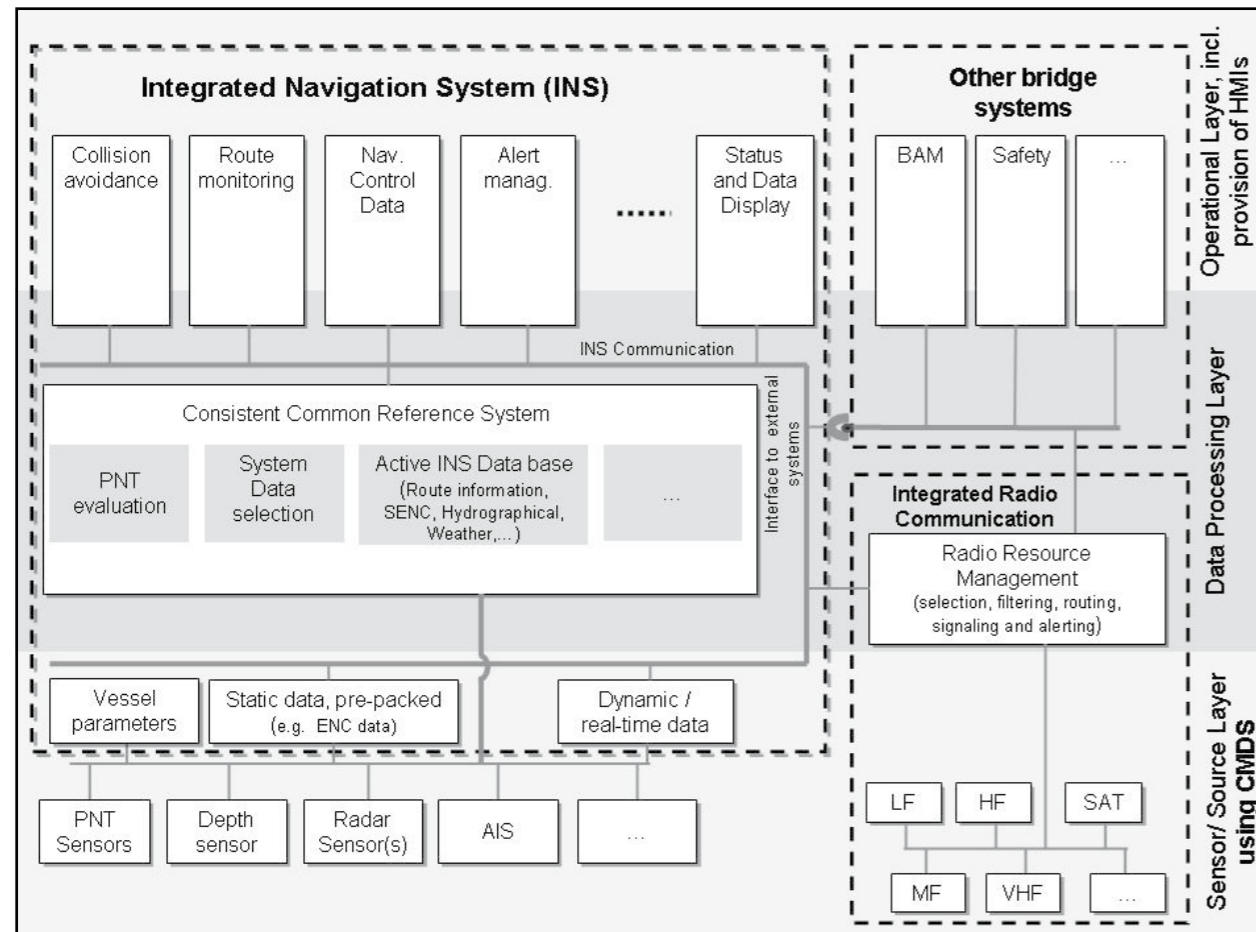 Integrated Navigation System (INS)
Collision
avoidance
Route
monitoring
Nav.
Control
Data
Alert
manag.
......
Status
and Data
Display
INS Communication
Consistent Common Reference System
PNT
evaluation
System
Data
selection
Active INS Data base
(Route information,
SENC, Hydrographical,
Weather,...)
...
Interface to external
systems
Vessel
parameters
Static data, pre-packed
(e.g. ENC data)
Dynamic /
real-time data
PNT
Sensors
Depth
sensor
Radar
Sensor(s)
AIS
...
Other bridge
systems
BAM
Safety
...
Integrated Radio
Communication
Radio Resource
Management
(selection, filtering, routing,
signaling and alerting)
LF
HF
SAT
MF
VHF
...
Operational Layer, incl.
provision of HMIs
Data Processing Layer
Sensor/ Source Layer
using CMDS